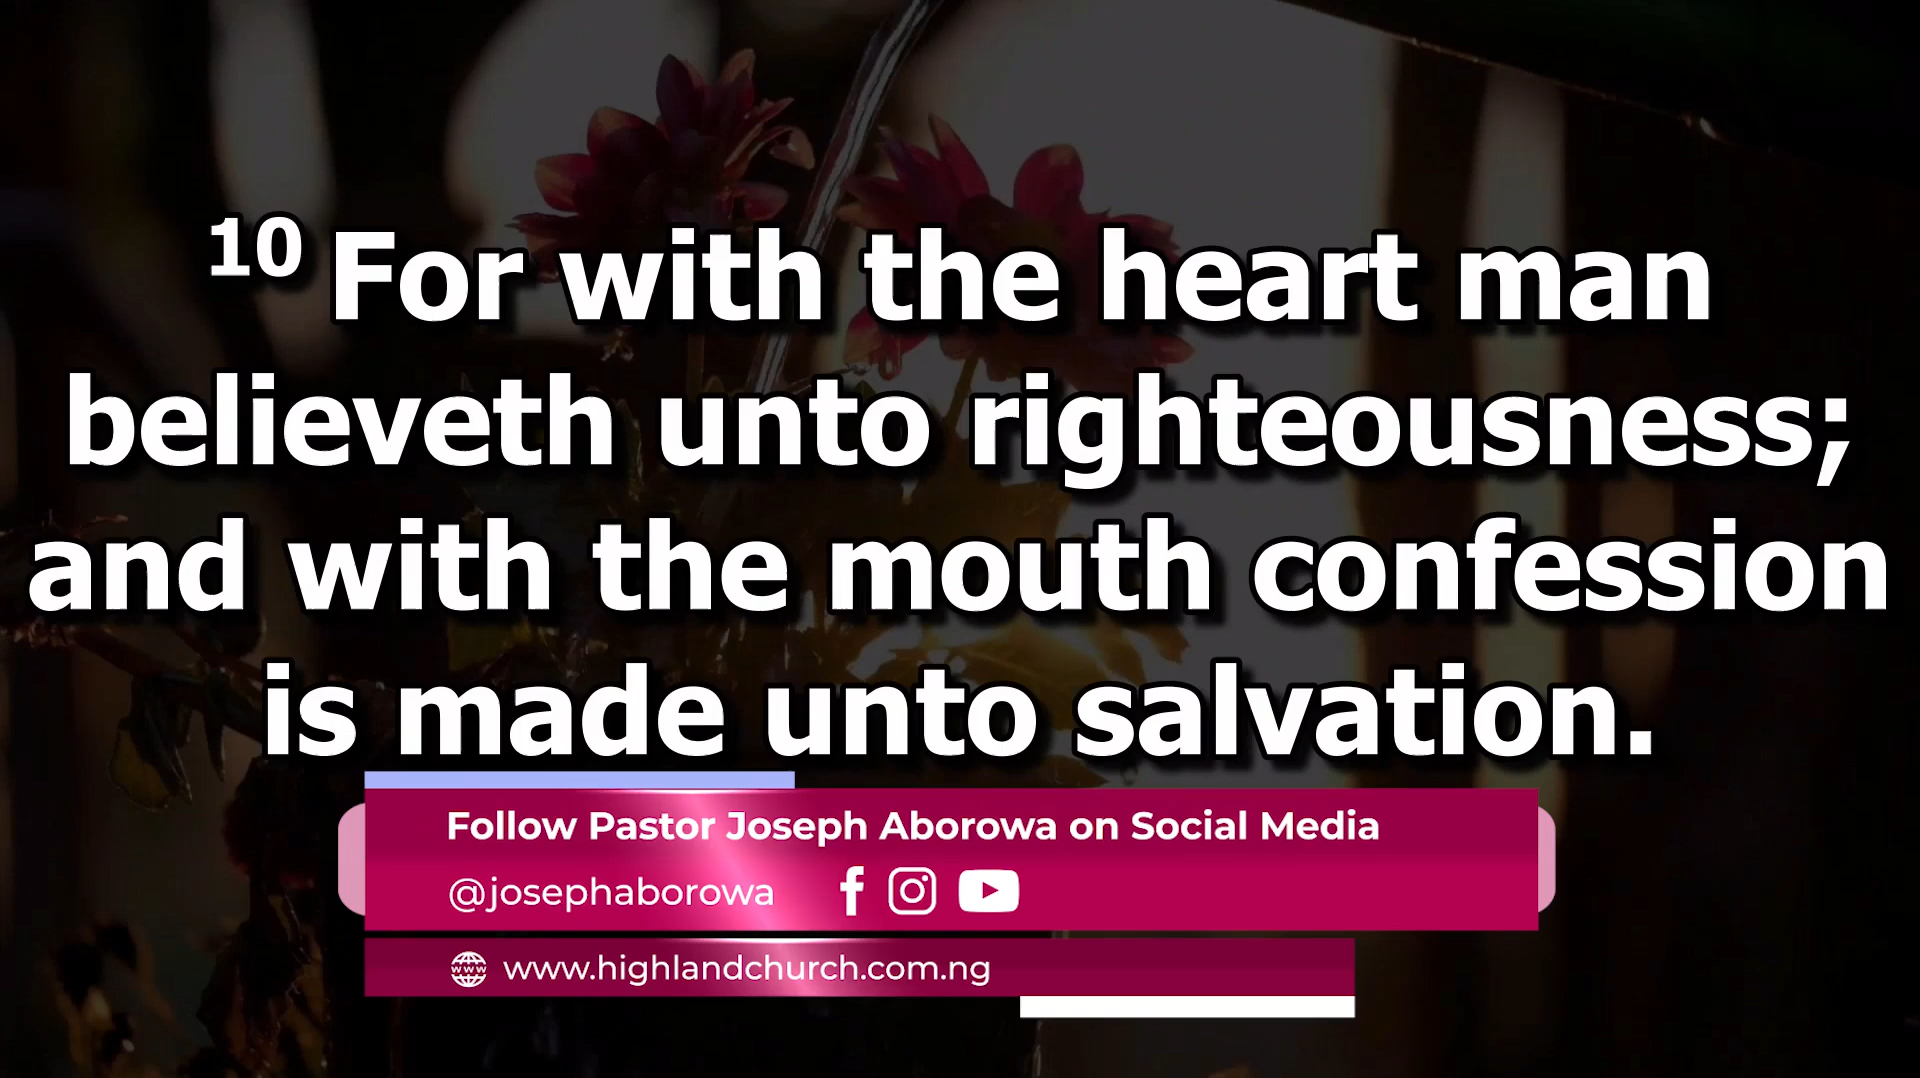 10 For with the heart man
believeth unto righteousness;
and with the mouth confession
is made unto salvation.
Follow Pastor Joseph Aborowa on Social Media
@josephaborowa
www.highlandchurch.com.ng